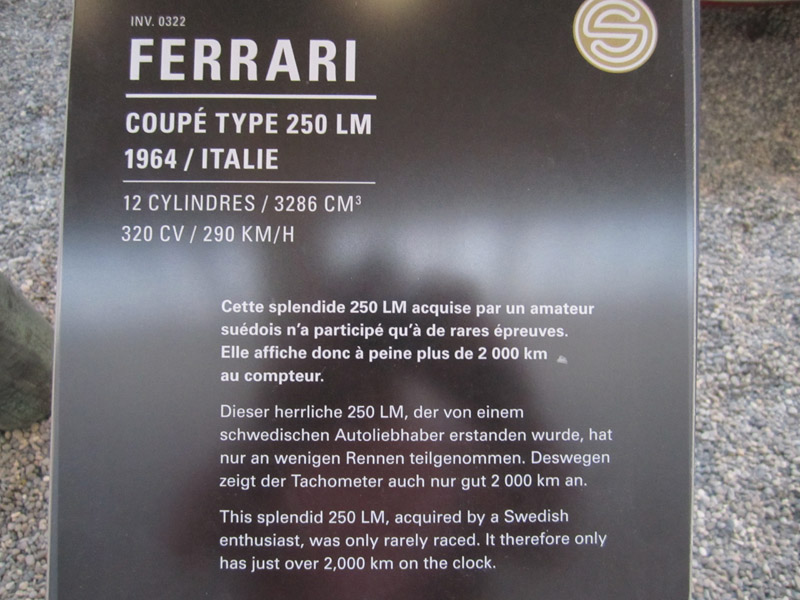 INV. 0322
FERRARI
COUPÉ TYPE 250 LM
1964 / ITALIE
12 CYLINDRES / 3286 CM³
320 CV / 290 KM/H
Cette splendide 250 LM acquise par un amateur
suédois n'a participé qu'à de rares épreuves.
Elle affiche donc à peine plus de 2 000 km
au compteur.
Dieser herrliche 250 LM, der von einem
schwedischen Autoliebhaber erstanden wurde, hat
nur an wenigen Rennen teilgenommen. Deswegen
zeigt der Tachometer auch nur gut 2 000 km an.
This splendid 250 LM, acquired by a Swedish
enthusiast, was only rarely raced. It therefore only
has just over 2,000 km on the clock.